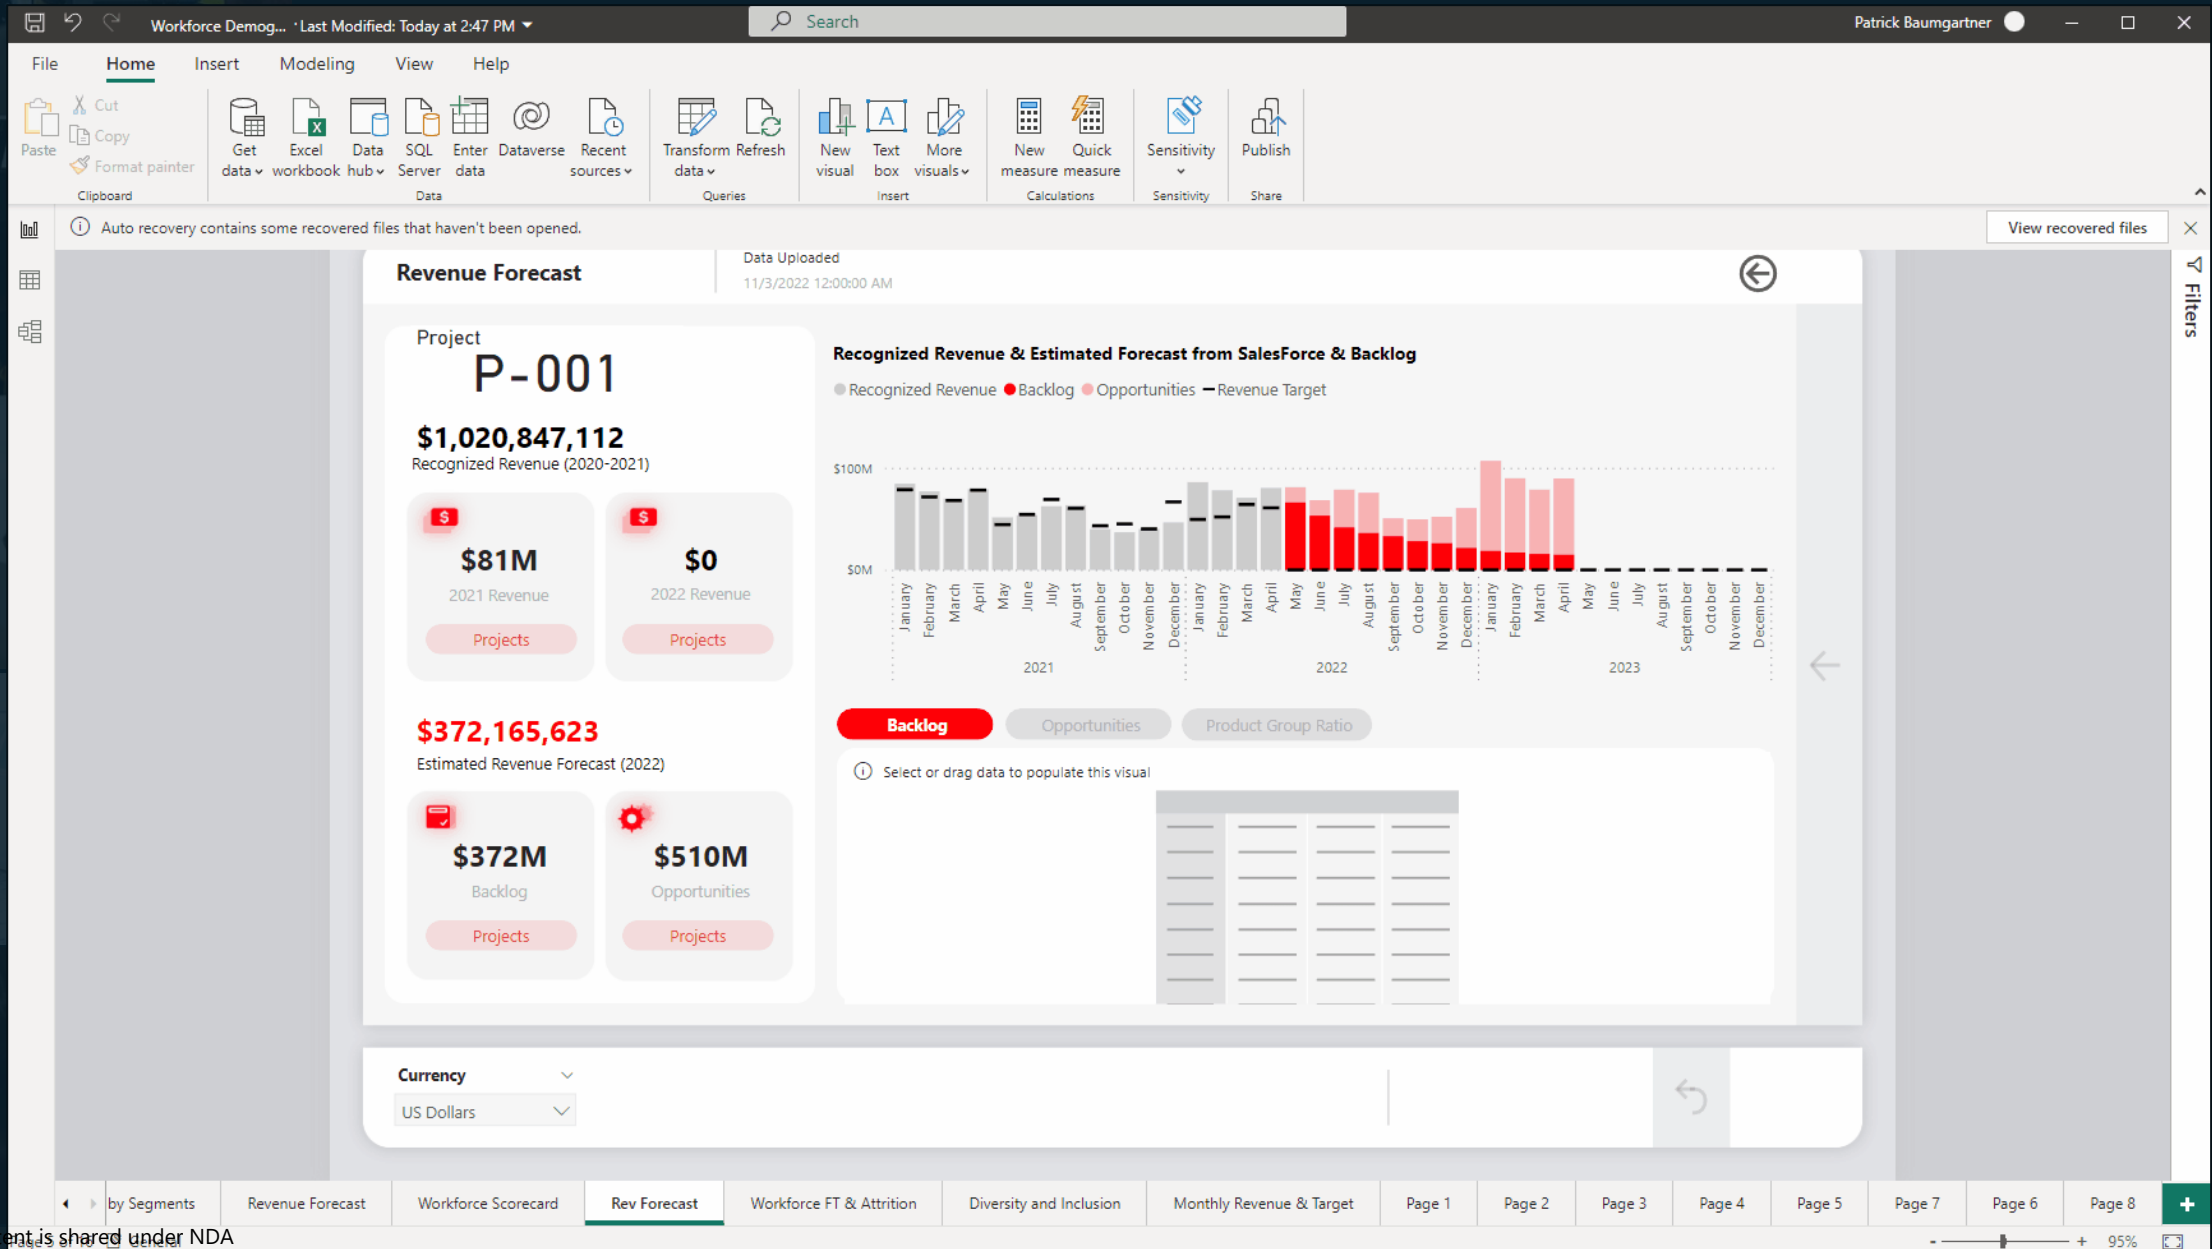 Workforce Demog... · Last Modified: Today at 2:47 PM
Search
Patrick Baumgartner
File Home Insert Modeling View Help
Paste
Cut
Copy
Format painter
Clipboard
Get data
Excel workbook
Data hub
SQL Server
Enter data
Dataverse
Recent sources
Data
Transform data
Refresh
Queries
New visual
Text box
More visuals
Insert
New measure
Quick measure
Calculations
Sensitivity
Sensitivity
Publish
Share
Auto recovery contains some recovered files that haven't been opened.
View recovered files
Filters
Revenue Forecast
Data Uploaded
11/3/2022 12:00:00 AM
Project
P-001
$1,020,847,112
Recognized Revenue (2020-2021)
$81M
2021 Revenue
Projects
$0
2022 Revenue
Projects
$372,165,623
Estimated Revenue Forecast (2022)
$372M
Backlog
Projects
$510M
Opportunities
Projects
Recognized Revenue & Estimated Forecast from SalesForce & Backlog
Recognized Revenue Backlog Opportunities Revenue Target
$100M
$0M
January February March April May June July August September October November December January February March April May June July August September October November December January February March April May June July August September October November December
2021 2022 2023
Backlog Opportunities Product Group Ratio
Select or drag data to populate this visual
Currency
US Dollars
by Segments Revenue Forecast Workforce Scorecard Rev Forecast Workforce FT & Attrition Diversity and Inclusion Monthly Revenue & Target Page 1 Page 2 Page 3 Page 4 Page 5 Page 7 Page 6 Page 8
ent is shared under NDA
- + 95%